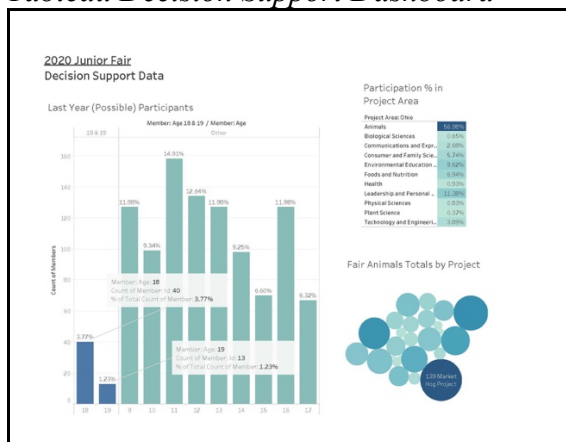 Tableau Decision Support Dashboard
2020 Junior Fair
Decision Support Data
Last Year (Possible) Participants
Member: Age 18 & 19 / Member: Age
18 & 19
Other
Count of Members
160
140
120
100
80
60
40
20
0
3.77%
1.23%
11.98%
9.34%
14.91%
12.64%
11.98%
9.25%
6.60%
11.98%
6.32%
Member: Age: 18
Count of Member: Id: 40
% of Total Count of Member: 3.77%
Member: Age: 19
Count of Member: Id: 13
% of Total Count of Member: 1.23%
18 19 9 10 11 12 13 14 15 16 17
Participation % in
Project Area
Project Area: Ohio
Animals 56.98%
Biological Sciences 0.65%
Communications and Expr.. 2.68%
Consumer and Family Scie.. 5.74%
Environmental Education .. 9.62%
Foods and Nutrition 6.94%
Health 0.93%
Leadership and Personal .. 11.38%
Physical Sciences 0.83%
Plant Science 0.37%
Technology and Engineeri.. 3.89%
Fair Animals Totals by Project
139 Market
Hog Project